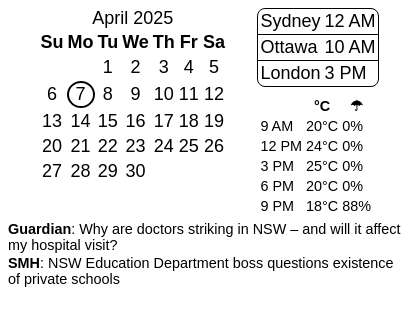 April 2025
Su Mo Tu We Th Fr Sa
1 2 3 4 5
6 7 8 9 10 11 12
13 14 15 16 17 18 19
20 21 22 23 24 25 26
27 28 29 30
Sydney 12 AM
Ottawa 10 AM
London 3 PM
°C ☂
9 AM 20°C 0%
12 PM 24°C 0%
3 PM 25°C 0%
6 PM 20°C 0%
9 PM 18°C 88%
Guardian: Why are doctors striking in NSW – and will it affect
my hospital visit?
SMH: NSW Education Department boss questions existence
of private schools